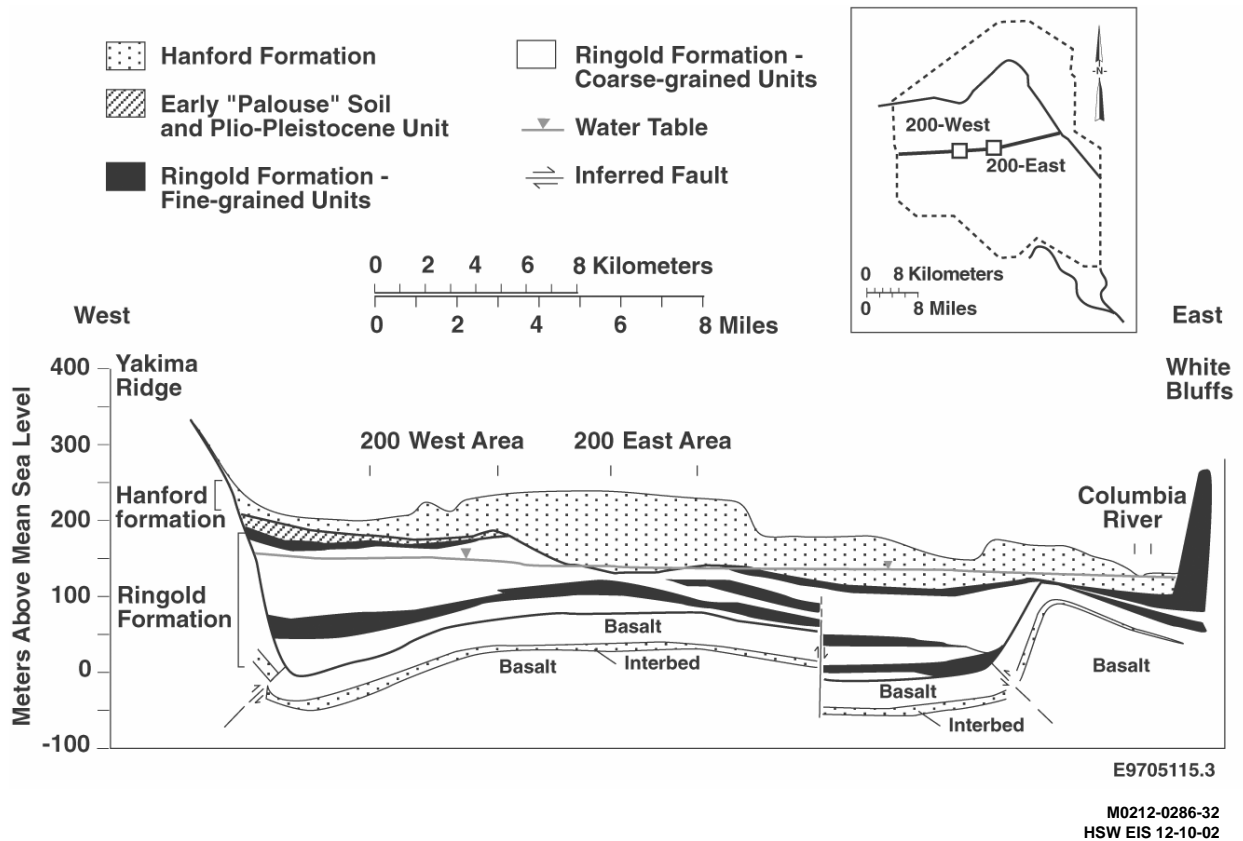 Hanford Formation
Early "Palouse" Soil
and Plio-Pleistocene Unit
Ringold Formation -
Fine-grained Units
Ringold Formation -
Coarse-grained Units
Water Table
Inferred Fault
-N-
200-West
200-East
0 8 Kilometers
0 8 Miles
0 2 4 6 8 Kilometers
0 2 4 6 8 Miles
West
East
Meters Above Mean Sea Level
400
300
200
100
0
-100
Yakima
Ridge
White
Bluffs
200 West Area
200 East Area
Hanford
formation
Columbia
River
Ringold
Formation
Basalt
Basalt
Interbed
Basalt
Basalt
Interbed
E9705115.3
M0212-0286-32
HSW EIS 12-10-02